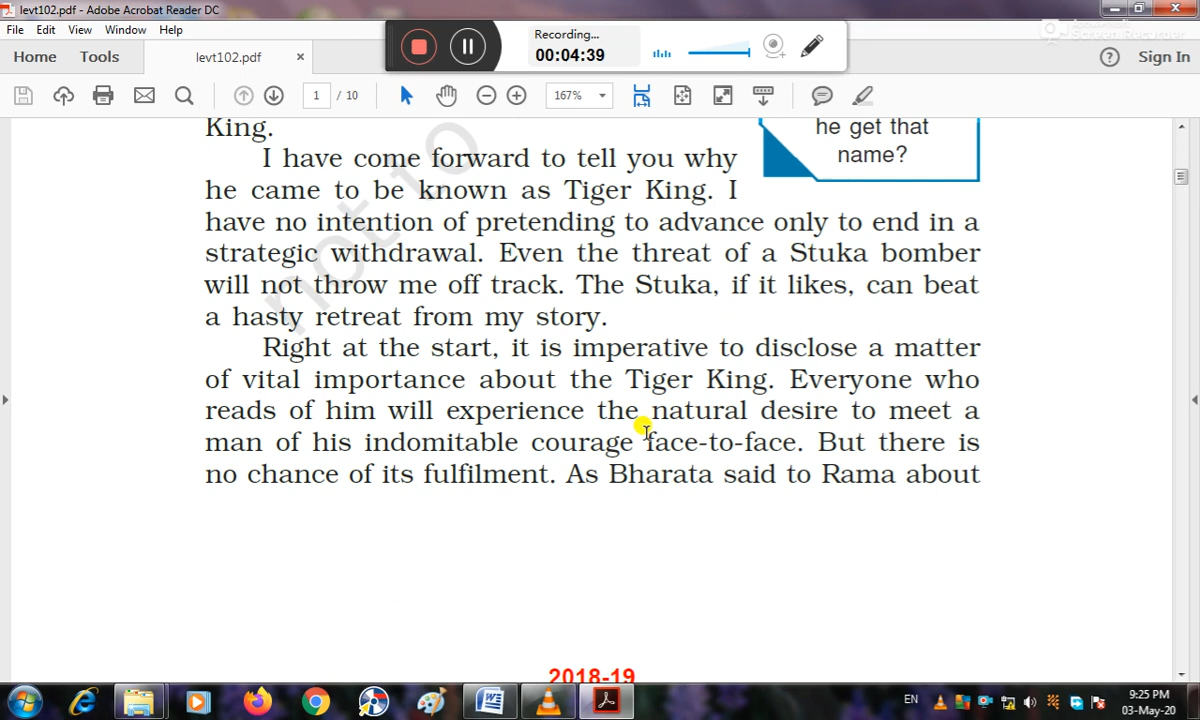 levt102.pdf - Adobe Acrobat Reader DC
File Edit View Window Help
Recording...
00:04:39
Screen Recorder
Home Tools levt102.pdf × ? Sign In
1 / 10 167%
King.
he get that
name?
I have come forward to tell you why
he came to be known as Tiger King. I
have no intention of pretending to advance only to end in a
strategic withdrawal. Even the threat of a Stuka bomber
will not throw me off track. The Stuka, if it likes, can beat
a hasty retreat from my story.
Right at the start, it is imperative to disclose a matter
of vital importance about the Tiger King. Everyone who
reads of him will experience the natural desire to meet a
man of his indomitable courage face-to-face. But there is
no chance of its fulfilment. As Bharata said to Rama about
not to
2018-19
EN
9:25 PM
03-May-20